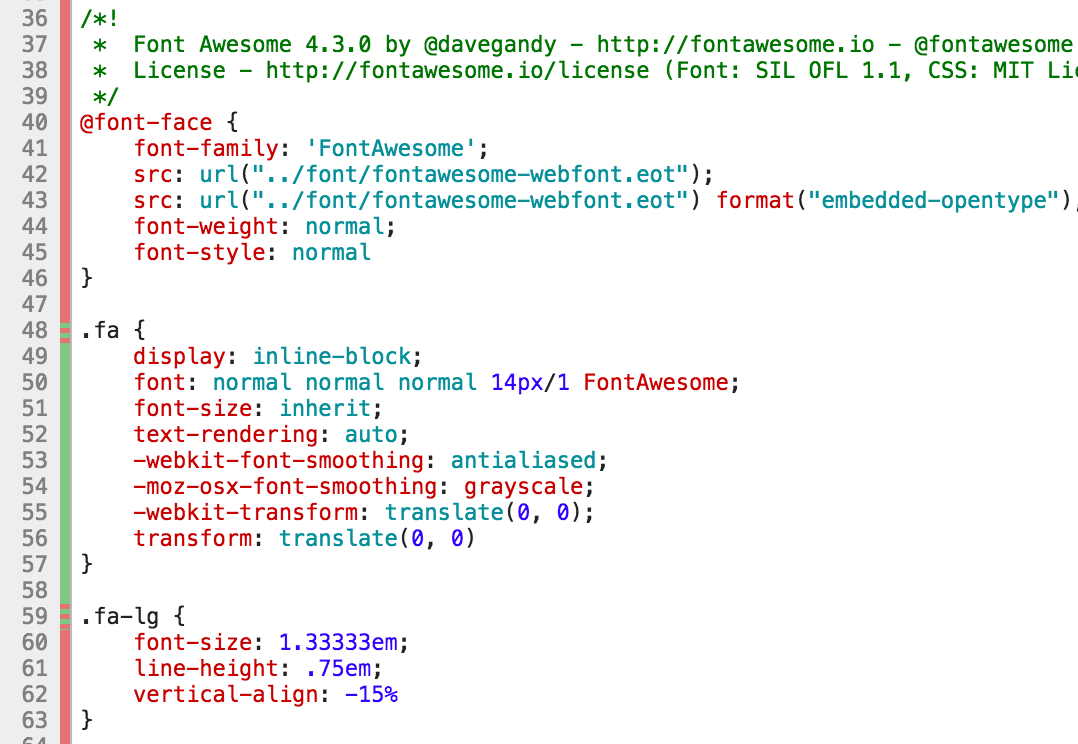 36 /*!
37  *  Font Awesome 4.3.0 by @davegandy - http://fontawesome.io - @fontawesome
38  *  License - http://fontawesome.io/license (Font: SIL OFL 1.1, CSS: MIT
39  */
40 @font-face {
41     font-family: 'FontAwesome';
42     src: url("../font/fontawesome-webfont.eot");
43     src: url("../font/fontawesome-webfont.eot") format("embedded-opentype"),
44     font-weight: normal;
45     font-style: normal
46 }
47
48 .fa {
49     display: inline-block;
50     font: normal normal normal 14px/1 FontAwesome;
51     font-size: inherit;
52     text-rendering: auto;
53     -webkit-font-smoothing: antialiased;
54     -moz-osx-font-smoothing: grayscale;
55     -webkit-transform: translate(0, 0);
56     transform: translate(0, 0)
57 }
58
59 .fa-lg {
60     font-size: 1.33333em;
61     line-height: .75em;
62     vertical-align: -15%
63 }